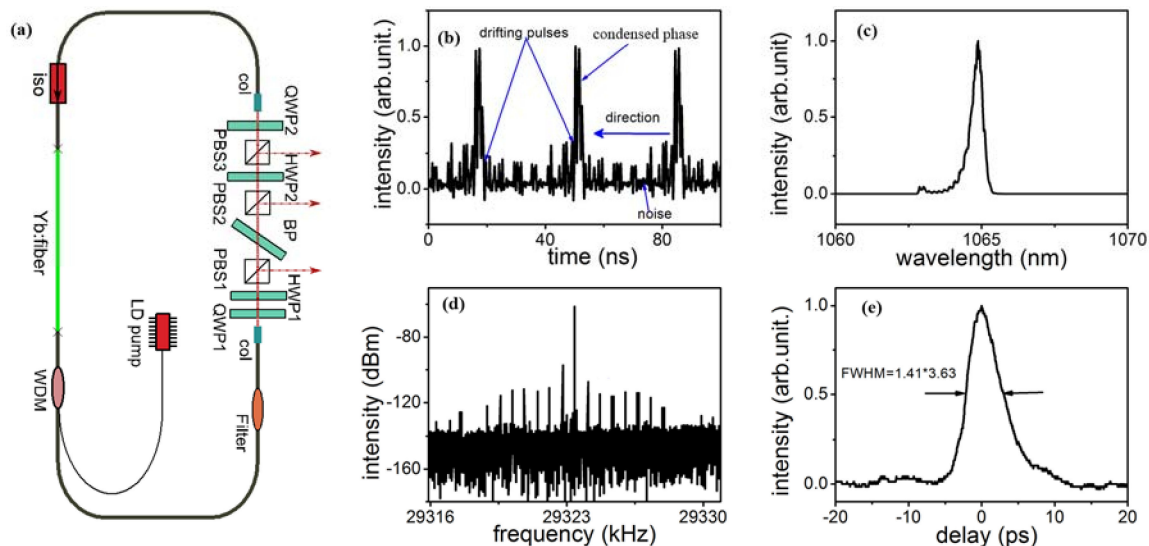 (a)
iso
Yb:fiber
WDM
LD pump
col
QWP2
PBS3
HWP2
PBS2
BP
PBS1
HWP1
QWP1
col
Filter
(b)
drifting pulses
condensed phase
direction
noise
intensity (arb.unit.)
1.0
0.5
0.0
0 40 80
time (ns)
(c)
intensity (arb.unit)
1.0
0.5
0.0
1060 1065 1070
wavelength (nm)
(d)
intensity (dBm)
-80
-120
-160
29316 29323 29330
frequency (kHz)
(e)
FWHM=1.41*3.63
intensity (arb.unit.)
1.0
0.5
0.0
-20 -10 0 10 20
delay (ps)